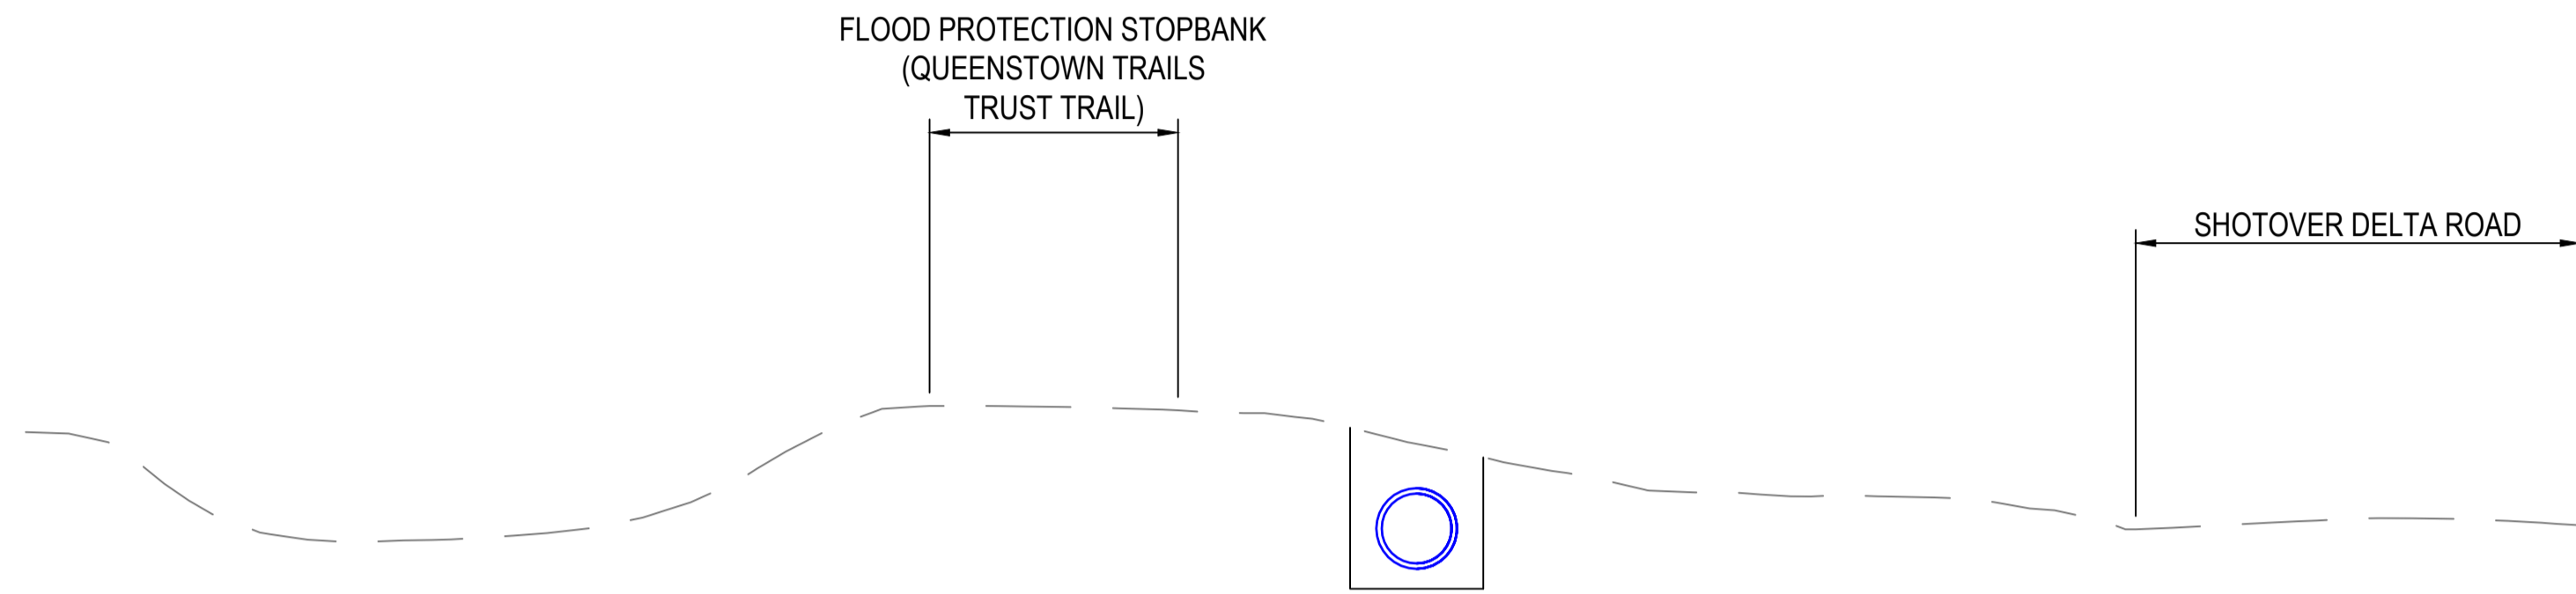 FLOOD PROTECTION STOPBANK
(QUEENSTOWN TRAILS
TRUST TRAIL)
SHOTOVER DELTA ROAD